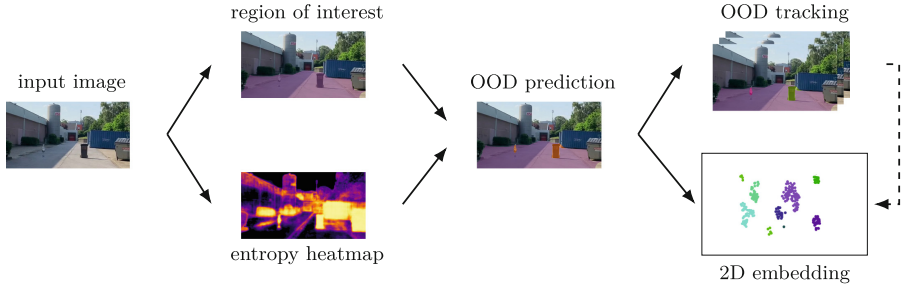 region of interest
OOD tracking
input image
OOD prediction
entropy heatmap
2D embedding